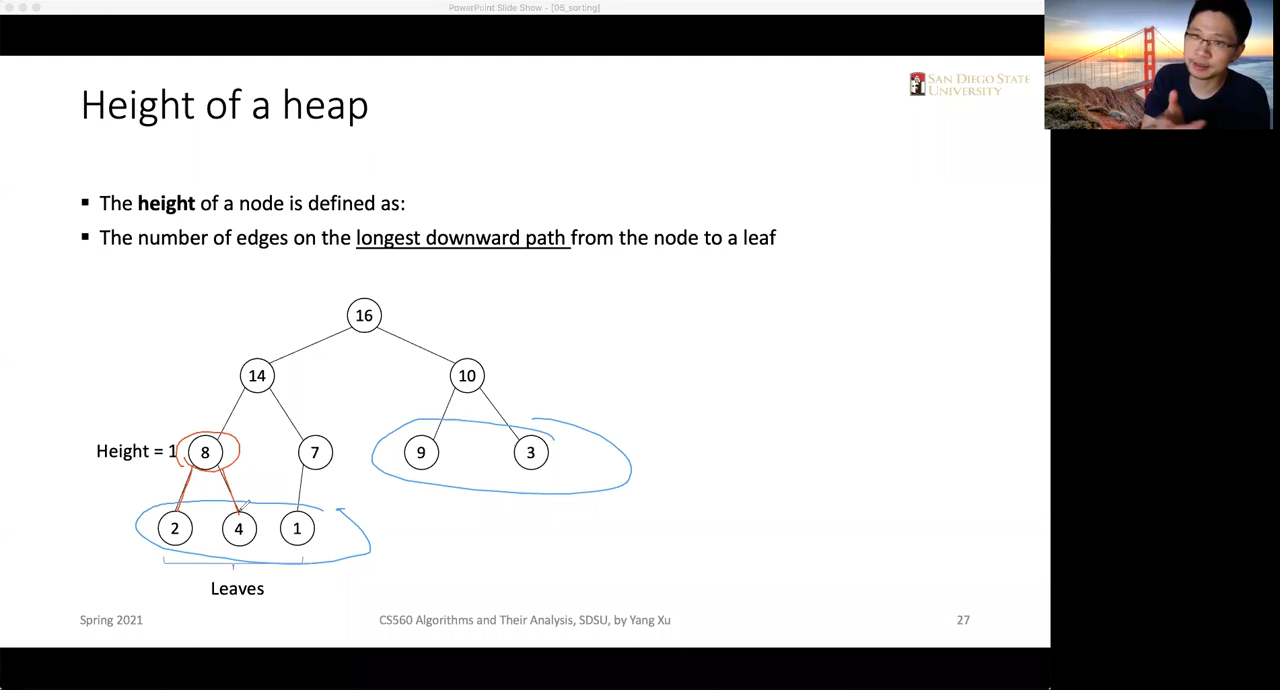 PowerPoint Slide Show - [05_sorting]
SAN DIEGO STATE
UNIVERSITY
Height of a heap
▪ The height of a node is defined as:
▪ The number of edges on the longest downward path from the node to a leaf
16
14
10
Height = 1
8
7
9
3
2
4
1
Leaves
Spring 2021
CS560 Algorithms and Their Analysis, SDSU, by Yang Xu
27